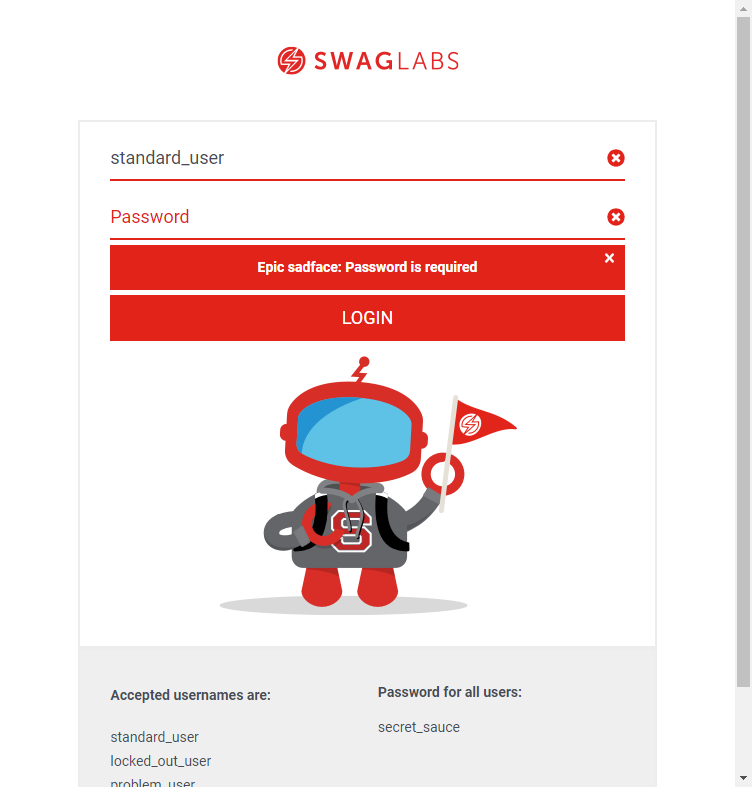 SWAGLABS
standard_user
Password
Epic sadface: Password is required
LOGIN
S
Accepted usernames are:
standard_user
locked_out_user
problem_user
Password for all users:
secret_sauce